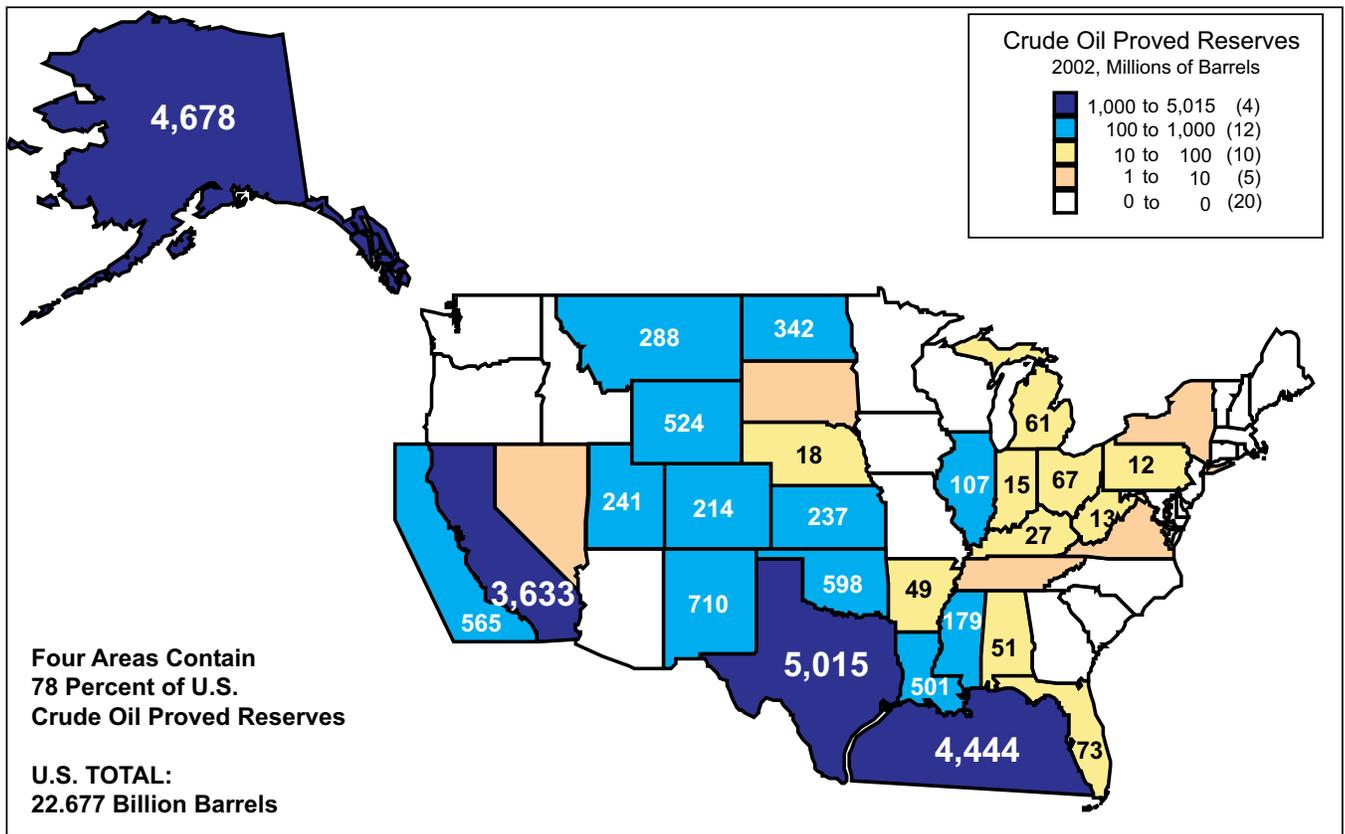 Crude Oil Proved Reserves
2002, Millions of Barrels
1,000 to 5,015 (4)
100 to 1,000 (12)
10 to 100 (10)
1 to 10 (5)
0 to 0 (20)
4,678
288
342
524
61
18
12
241
214
237
107
15
67
13
27
3,633
565
710
598
49
179
51
5,015
501
4,444
73
Four Areas Contain
78 Percent of U.S.
Crude Oil Proved Reserves
U.S. TOTAL:
22.677 Billion Barrels